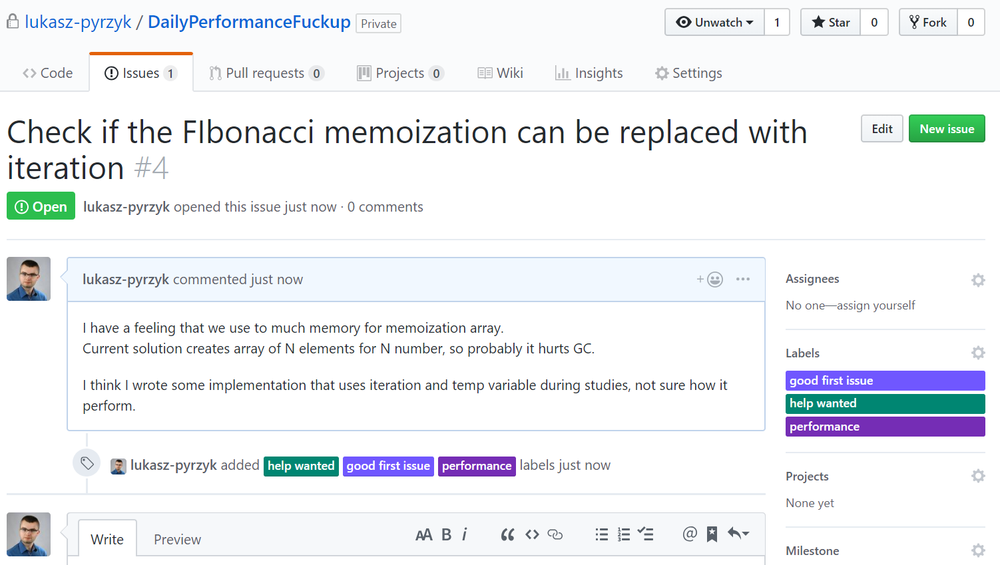 lukasz-pyrzyk / DailyPerformanceFuckup Private
Unwatch 1 Star 0 Fork 0
Code Issues 1 Pull requests 0 Projects 0 Wiki Insights Settings
Check if the FIbonacci memoization can be replaced with
iteration #4
Edit New issue
Open lukasz-pyrzyk opened this issue just now · 0 comments
lukasz-pyrzyk commented just now
I have a feeling that we use to much memory for memoization array.
Current solution creates array of N elements for N number, so probably it hurts GC.
I think I wrote some implementation that uses iteration and temp variable during studies, not sure how it
perform.
lukasz-pyrzyk added help wanted good first issue performance labels just now
Write Preview
AA B i
Assignees
No one—assign yourself
Labels
good first issue
help wanted
performance
Projects
None yet
Milestone